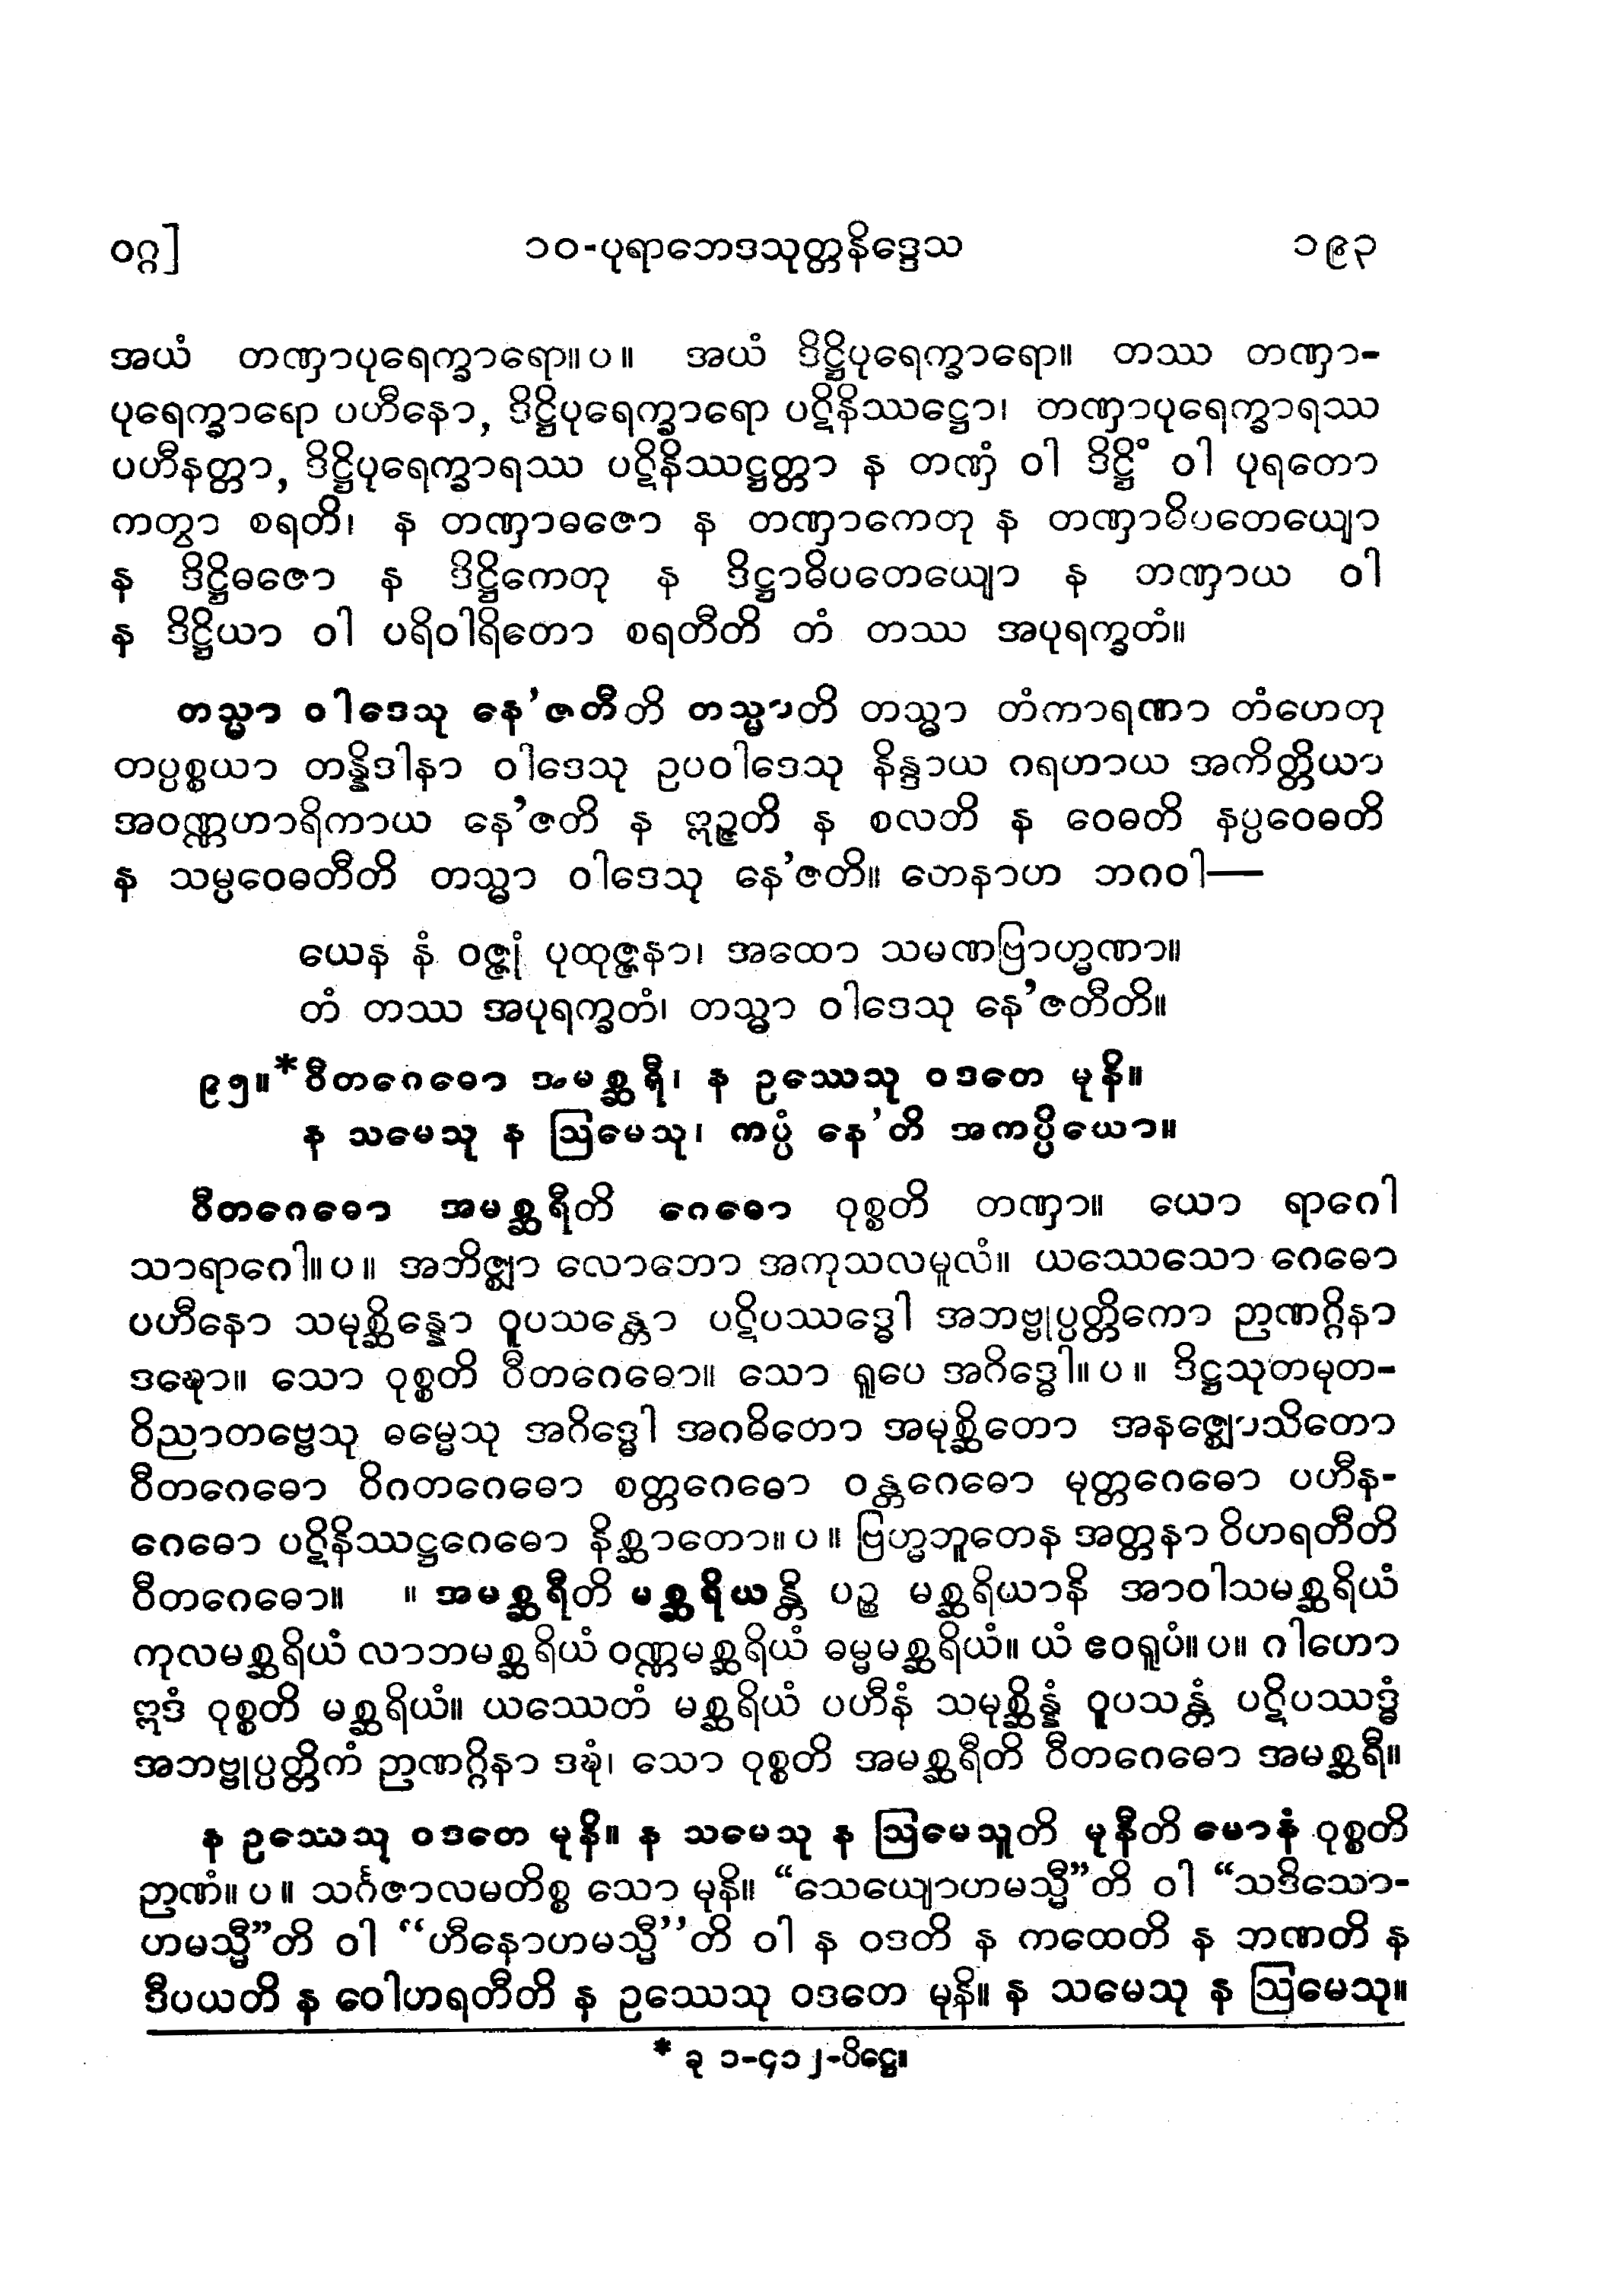 ဝဂ္ဂ] ၁၀-ပုရာဘေဒသုတ္တနိဒ္ဒေသ ၁၉၃
အယံ တဏှာပုရေက္ခာရော။ပ။ အယံ ဒိဋ္ဌိပုရေက္ခာရော။ တဿ တဏှာ-
ပုရေက္ခာရော ပဟီနော, ဒိဋ္ဌိပုရေက္ခာရော ပဋိနိဿဋ္ဌော၊ တဏှာပုရေက္ခာရဿ
ပဟီနတ္တာ, ဒိဋ္ဌိပုရေက္ခာရဿ ပဋိနိဿဋ္ဌတ္တာ န တဏှံ ဝါ ဒိဋ္ဌိံ ဝါ ပုရတော
ကတွာ စရတိ၊ န တဏှာဓဇော န တဏှာကေတု န တဏှာဓိပတေယျော
န ဒိဋ္ဌိဓဇော န ဒိဋ္ဌိကေတု န ဒိဋ္ဌာဓိပတေယျော န တဏှာယ ဝါ
န ဒိဋ္ဌိယာ ဝါ ပရိဝါရိတော စရတီတိ တံ တဿ အပုရက္ခတံ။
တသ္မာ ဝါဒေသု နေ’ဇတီတိ တသ္မာတိ တသ္မာ တံကာရဏာ တံဟေတု
တပ္ပစ္စယာ တန္နိဒါနာ ဝါဒေသု ဥပဝါဒေသု နိန္ဒာယ ဂရဟာယ အကိတ္တိယာ
အဝဏ္ဏဟာရိကာယ နေ’ဇတိ န ဣဉ္ဇတိ န စလတိ န ဝေဓတိ နပ္ပဝေဓတိ
န သမ္ပဝေဓတီတိ တသ္မာ ဝါဒေသု နေ’ဇတိ။ တေနာဟ ဘဂဝါ—
ယေန နံ ဝဇ္ဇုံ ပုထုဇ္ဇနာ၊ အထော သမဏဗြာဟ္မဏာ။
တံ တဿ အပုရက္ခတံ၊ တသ္မာ ဝါဒေသု နေ’ဇတီတိ။
၉၅။*ဝီတဂေဓော အမစ္ဆရီ၊ န ဥဿေသု ဝဒတေ မုနိ။
န သမေသု န ဩမေသု၊ ကပ္ပံ နေ’တိ အကပ္ပိယော။
ဝီတဂေဓော အမစ္ဆရီတိ ဂေဓော ဝုစ္စတိ တဏှာ။ ယော ရာဂေါ
သာရာဂေါ။ပ။ အဘိဇ္ဈာ လောဘော အကုသလမူလံ။ ယဿေသော ဂေဓော
ပဟီနော သမုစ္ဆိန္နော ဝူပသန္တော ပဋိပဿဒ္ဓေါ အဘဗ္ဗုပ္ပတ္တိကော ဉာဏဂ္ဂိနာ
ဒဍ္ဎော။ သော ဝုစ္စတိ ဝီတဂေဓော။ သော ရူပေ အဂိဒ္ဓေါ။ပ။ ဒိဋ္ဌသုတမုတ-
ဝိညာတဗ္ဗေသု ဓမ္မေသု အဂိဒ္ဓေါ အဂဓိတော အမုစ္ဆိတော အနဇ္ဈောသိတော
ဝီတဂေဓော ဝိဂတဂေဓော စတ္တဂေဓော ဝန္တဂေဓော မုတ္တဂေဓော ပဟီန-
ဂေဓော ပဋိနိဿဋ္ဌဂေဓော နိစ္ဆာတော။ပ။ ဗြဟ္မဘူတေန အတ္တနာ ဝိဟရတီတိ
ဝီတဂေဓော။ ။ အမစ္ဆရီတိ မစ္ဆရိယန္တိ ပဉ္စ မစ္ဆရိယာနိ အာဝါသမစ္ဆရိယံ
ကုလမစ္ဆရိယံ လာဘမစ္ဆရိယံ ဝဏ္ဏမစ္ဆရိယံ ဓမ္မမစ္ဆရိယံ။ ယံ ဧဝရူပံ။ပ။ ဂါဟော
ဣဒံ ဝုစ္စတိ မစ္ဆရိယံ။ ယဿေတံ မစ္ဆရိယံ ပဟီနံ သမုစ္ဆိန္နံ ဝူပသန္တံ ပဋိပဿဒ္ဓံ
အဘဗ္ဗုပ္ပတ္တိကံ ဉာဏဂ္ဂိနာ ဒဍ္ဎံ၊ သော ဝုစ္စတိ အမစ္ဆရီတိ ဝီတဂေဓော အမစ္ဆရီ။
န ဥဿေသု ဝဒတေ မုနိ။ န သမေသု န ဩမေသူတိ မုနီတိ မောနံ ဝုစ္စတိ
ဉာဏံ။ပ။ သင်္ဂဇာလမတိစ္စ သော မုနိ။ “သေယျောဟမသ္မီ”တိ ဝါ “သဒိသော-
ဟမသ္မီ”တိ ဝါ “ဟီနောဟမသ္မီ”တိ ဝါ န ဝဒတိ န ကထေတိ န ဘဏတိ န
ဒီပယတိ န ဝေါဟရတီတိ န ဥဿေသု ဝဒတေ မုနိ။ န သမေသု န ဩမေသု။
* ခု ၁-၄၁၂-ပိဋ္ဌေ။